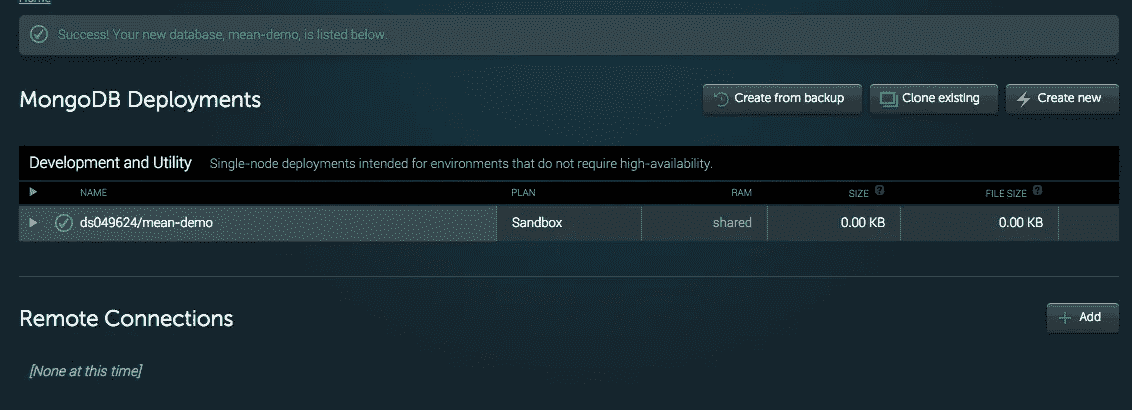 Home
Success! Your new database, mean-demo, is listed below.
MongoDB Deployments
Create from backup
Clone existing
Create new
Development and Utility Single-node deployments intended for environments that do not require high-availability.
NAME PLAN RAM SIZE ? FILE SIZE ?
ds049624/mean-demo Sandbox shared 0.00 KB 0.00 KB
Remote Connections
Add
[None at this time]